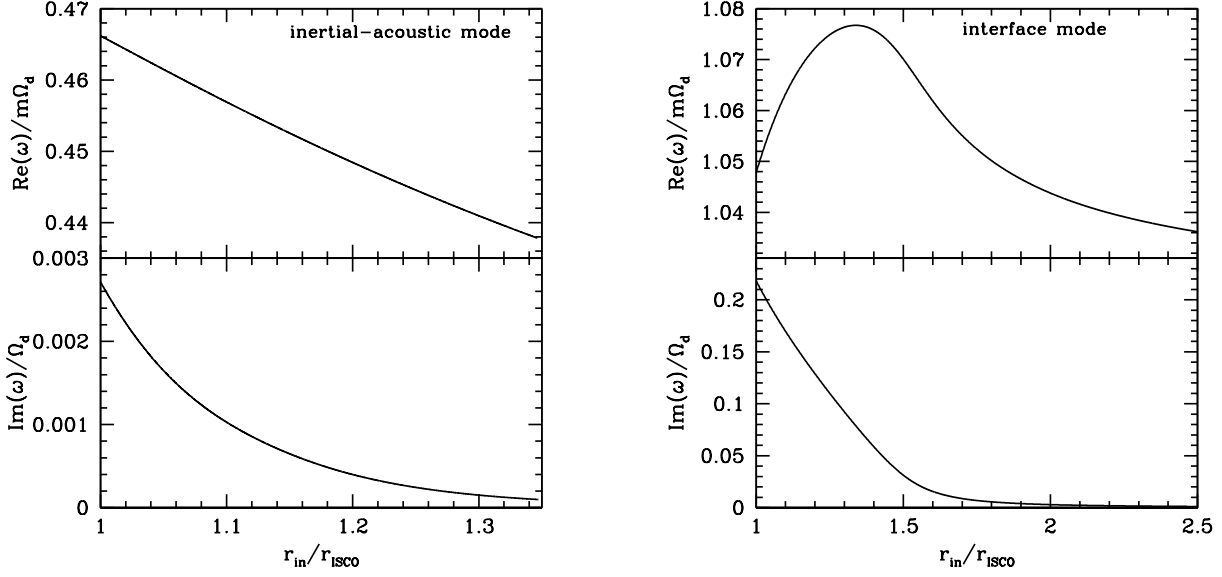 0.47
inertial-acoustic mode
0.46
0.45
0.44
Re(ω)/mΩd
0.003
0.002
0.001
0
Im(ω)/Ωd
1 1.1 1.2 1.3
rin/rISCO
1.08
interface mode
1.07
1.06
1.05
1.04
Re(ω)/mΩd
0.2
0.15
0.1
0.05
0
Im(ω)/Ωd
1 1.5 2 2.5
rin/rISCO